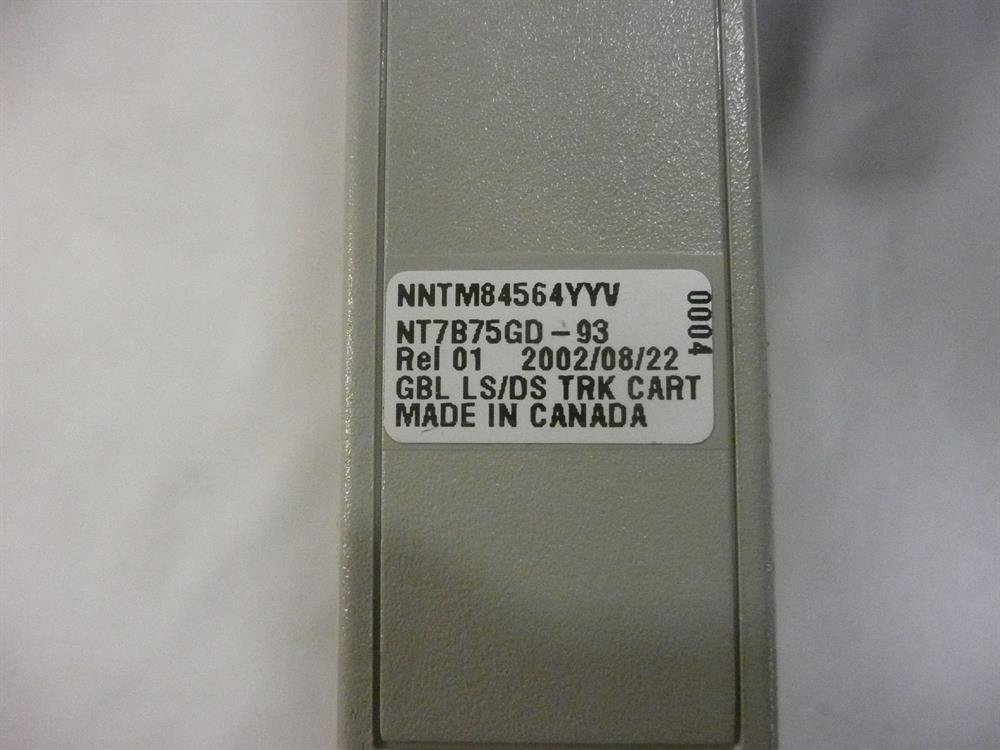 NNTM84564YYV
NT7B75GD-93
Rel 01 2002/08/22
GBL LS/DS TRK CART
MADE IN CANADA
0004